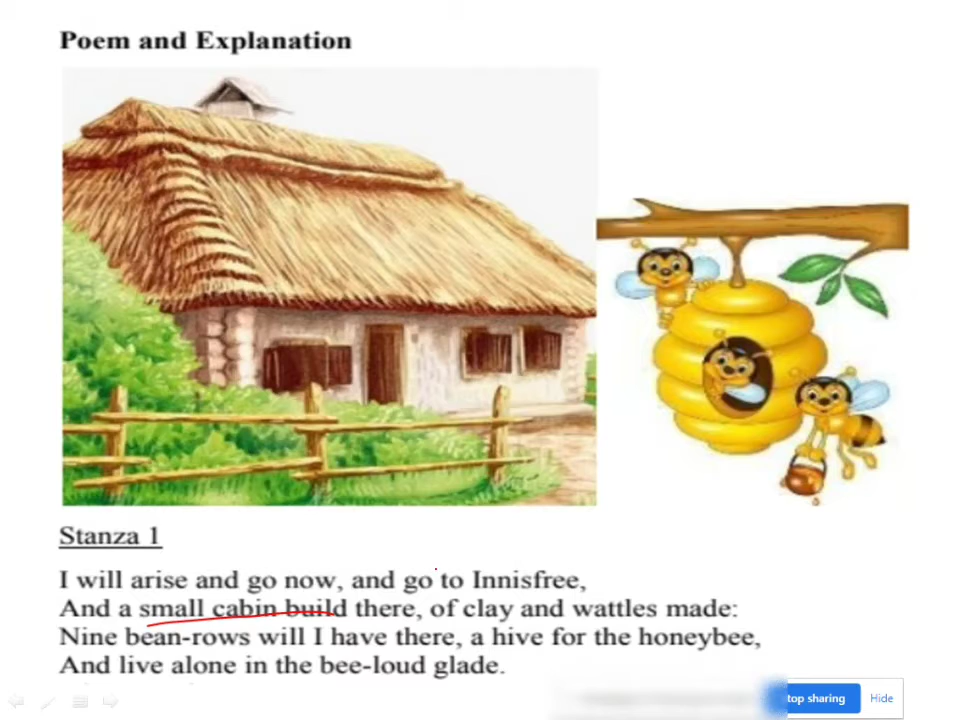 Poem and Explanation
Stanza 1
I will arise and go now, and go to Innisfree,
And a small cabin build there, of clay and wattles made:
Nine bean-rows will I have there, a hive for the honeybee,
And live alone in the bee-loud glade.
top sharing Hide